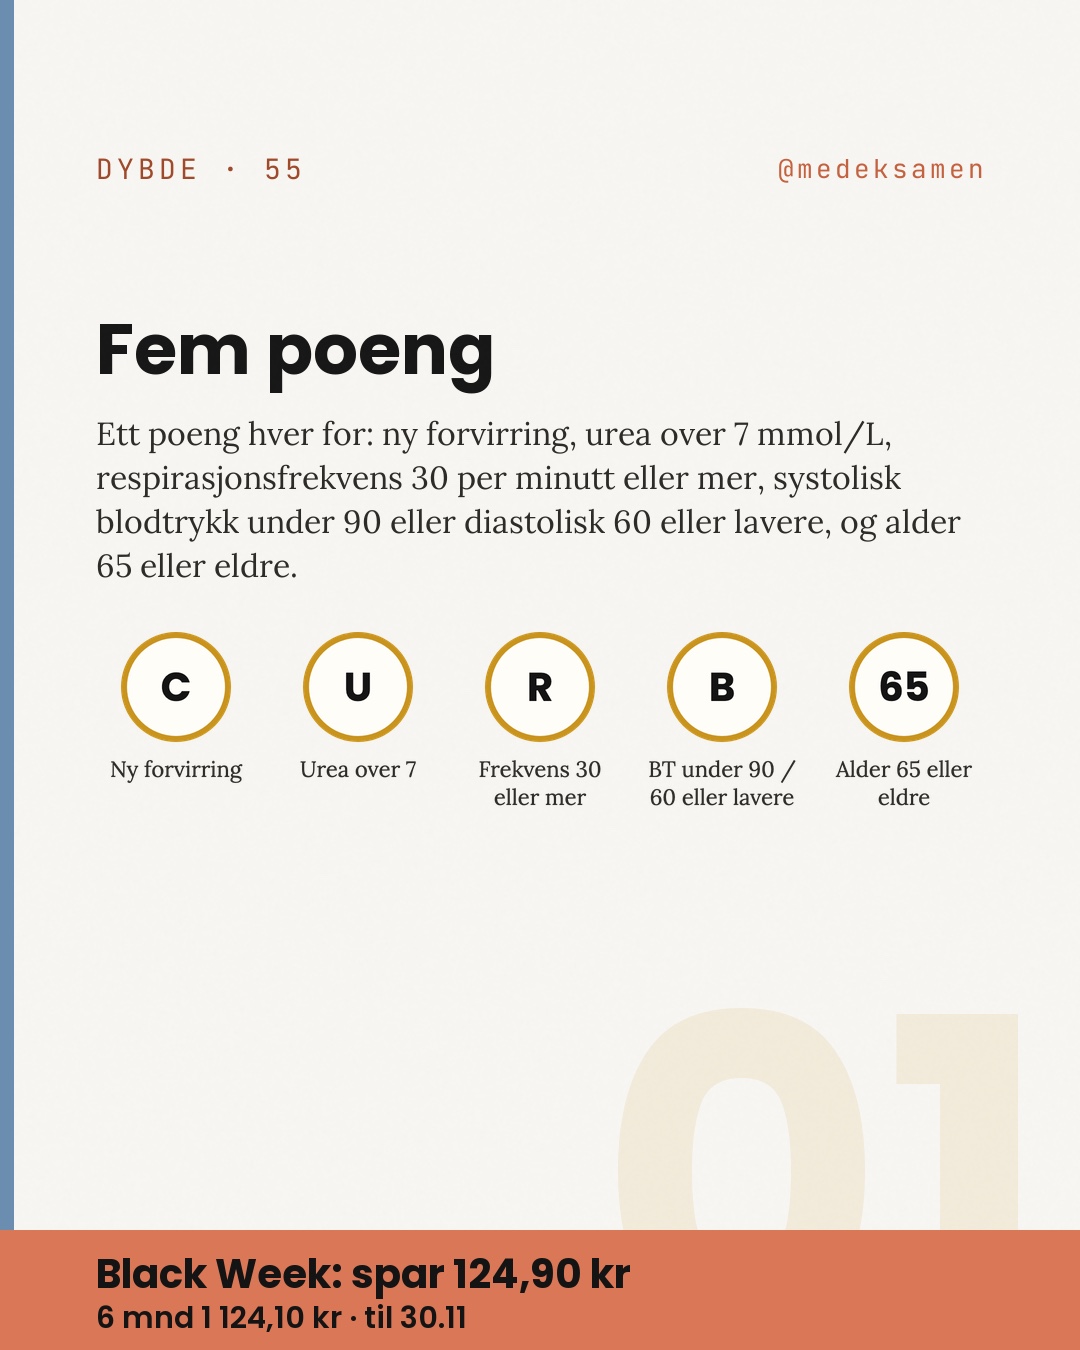 DYBDE · 55
@medeksamen
Fem poeng
Ett poeng hver for: ny forvirring, urea over 7 mmol/L,
respirasjonsfrekvens 30 per minutt eller mer, systolisk
blodtrykk under 90 eller diastolisk 60 eller lavere, og alder
65 eller eldre.
C
U
R
B
65
Ny forvirring
Urea over 7
Frekvens 30
eller mer
BT under 90 /
60 eller lavere
Alder 65 eller
eldre
01
Black Week: spar 124,90 kr
6 mnd 1 124,10 kr · til 30.11